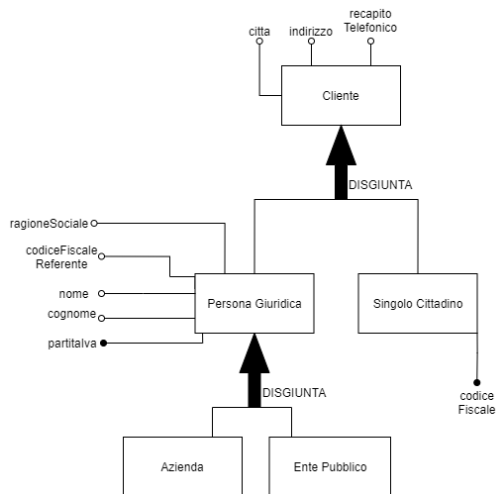 recapito
citta
indirizzo
Telefonico
Cliente
DISGIUNTA
ragioneSociale
codiceFiscale
Referente
nome
Persona Giuridica
Singolo Cittadino
cognome
partitaIva
DISGIUNTA
codice
Fiscale
Azienda
Ente Pubblico